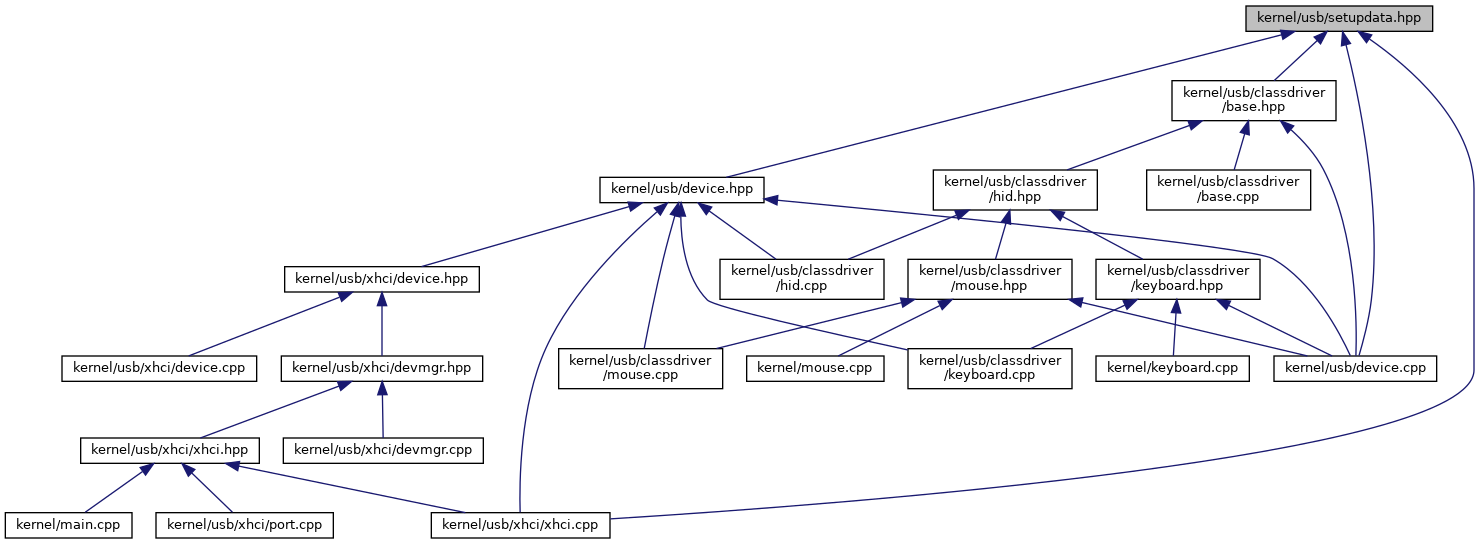 kernel/usb/setupdata.hpp
kernel/usb/classdriver
/base.hpp
kernel/usb/device.hpp
kernel/usb/classdriver
/hid.hpp
kernel/usb/classdriver
/base.cpp
kernel/usb/xhci/device.hpp
kernel/usb/classdriver
/hid.cpp
kernel/usb/classdriver
/mouse.hpp
kernel/usb/classdriver
/keyboard.hpp
kernel/usb/xhci/device.cpp
kernel/usb/xhci/devmgr.hpp
kernel/usb/classdriver
/mouse.cpp
kernel/mouse.cpp
kernel/usb/classdriver
/keyboard.cpp
kernel/keyboard.cpp
kernel/usb/device.cpp
kernel/usb/xhci/xhci.hpp
kernel/usb/xhci/devmgr.cpp
kernel/main.cpp
kernel/usb/xhci/port.cpp
kernel/usb/xhci/xhci.cpp